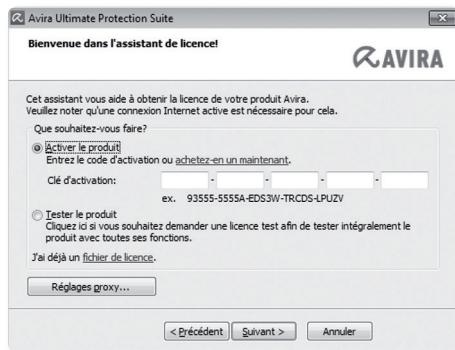 Avira Ultimate Protection Suite
Bienvenue dans l'assistant de licence!
AVIRA
Cet assistant vous aide à obtenir la licence de votre produit Avira.
Veuillez noter qu'une connexion Internet active est nécessaire pour cela.
Que souhaitez-vous faire?
Activer le produit
Entrez le code d'activation ou achetez-en un maintenant.
Clé d'activation: - - - -
ex. 93555-5555A-EDS3W-TRCDS-LPUZV
Tester le produit
Cliquez ici si vous souhaitez demander une licence test afin de tester intégralement le
produit avec toutes ses fonctions.
J'ai déjà un fichier de licence.
Réglages proxy...
< Précédent Suivant > Annuler